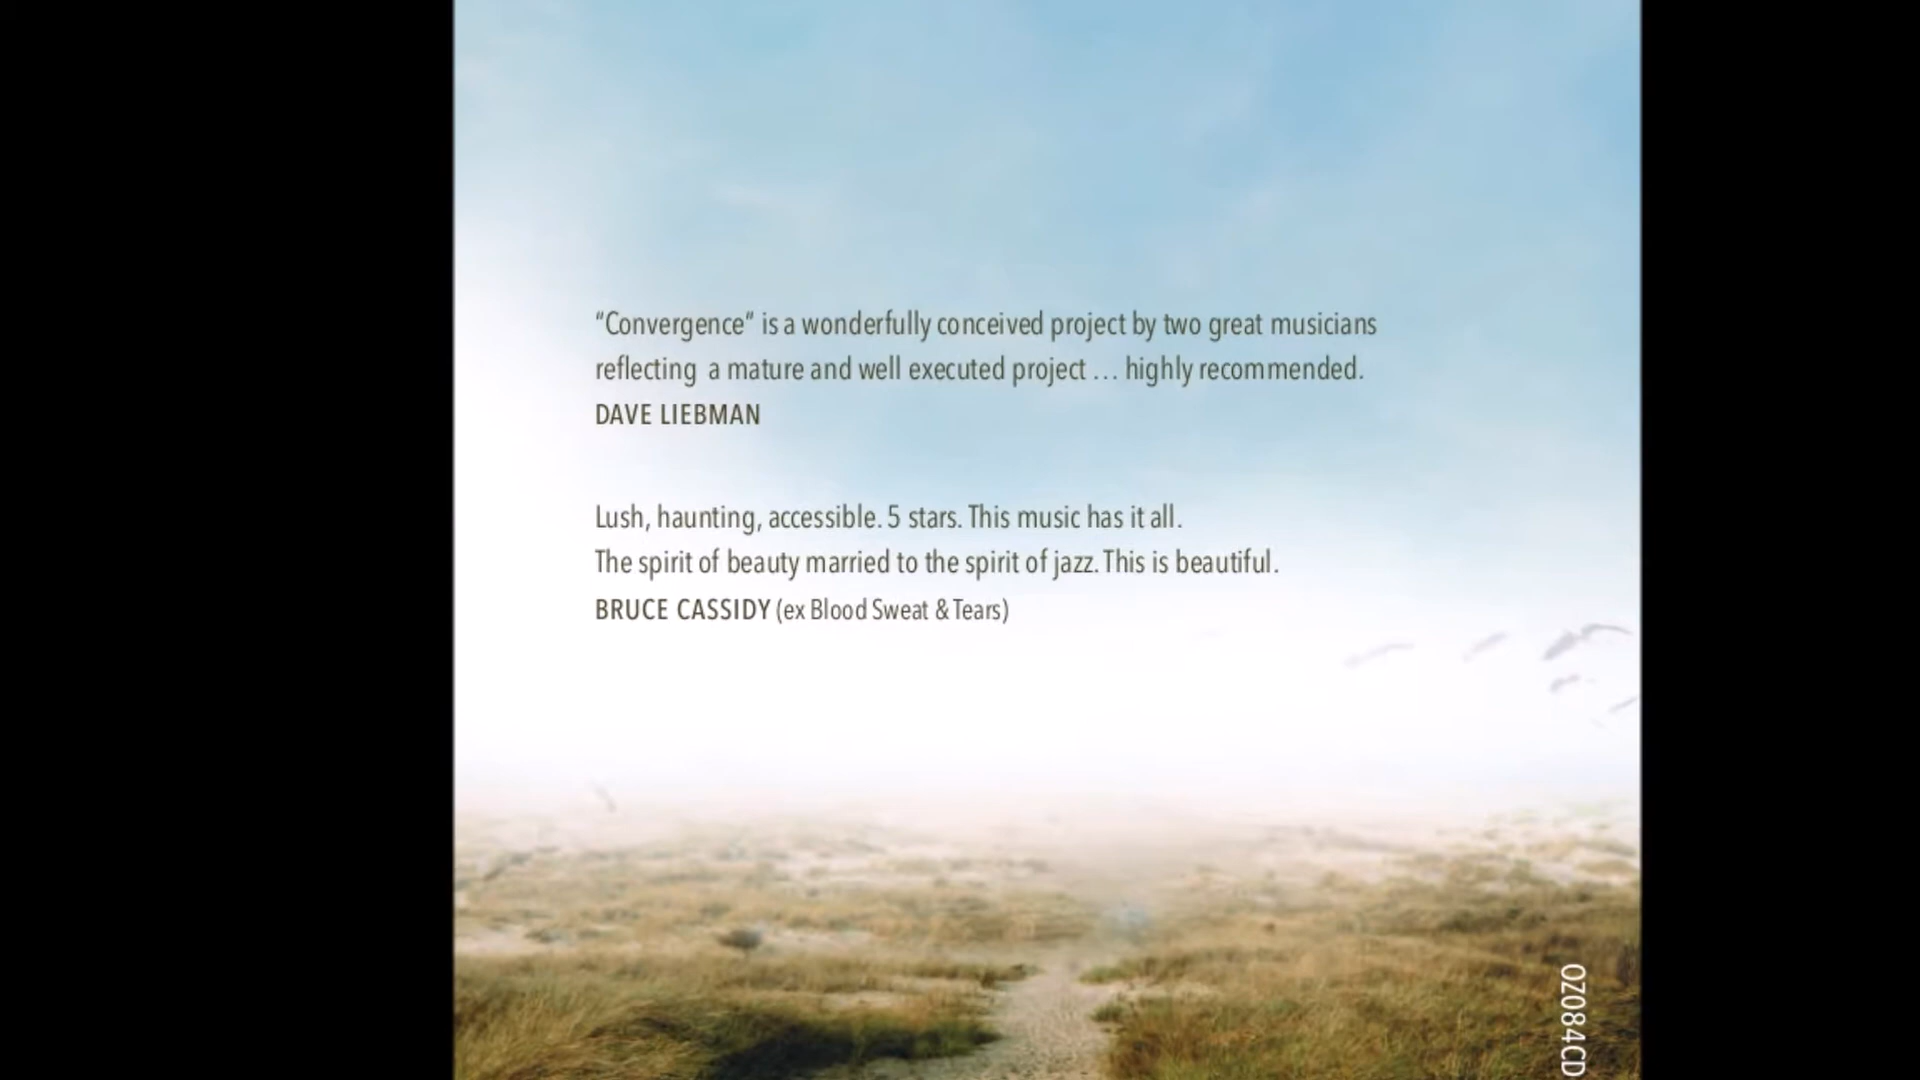 “Convergence” is a wonderfully conceived project by two great musicians
reflecting a mature and well executed project … highly recommended.
DAVE LIEBMAN
Lush, haunting, accessible. 5 stars. This music has it all.
The spirit of beauty married to the spirit of jazz. This is beautiful.
BRUCE CASSIDY (ex Blood Sweat & Tears)
OZ084CD